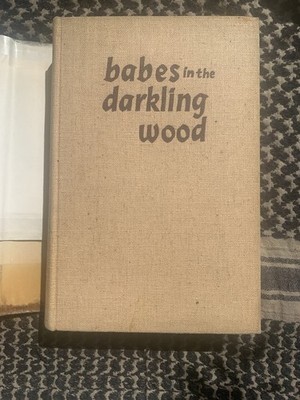 babes in the
darkling
wood